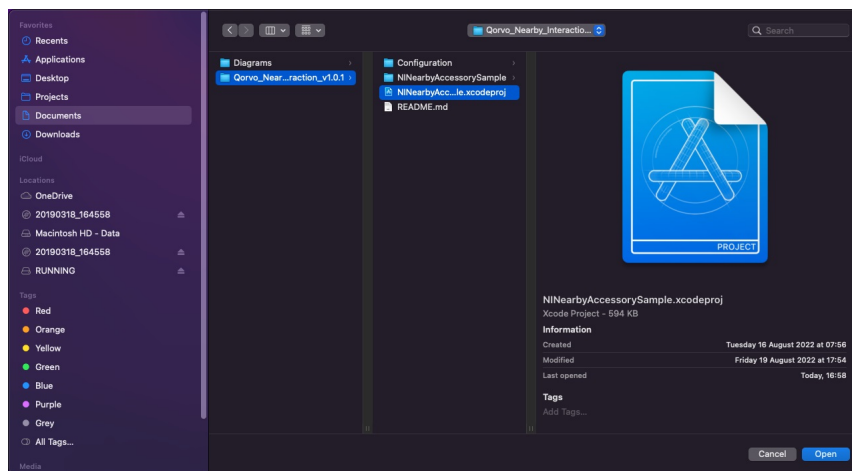 Favorites
Recents
Applications
Desktop
Projects
Documents
Downloads
iCloud
Locations
OneDrive
20190318_164558
Macintosh HD - Data
20190318_164558
RUNNING
Tags
Red
Orange
Yellow
Green
Blue
Purple
Grey
All Tags...
Media
Qorvo_Nearby_Interactio...
Search
Diagrams
Qorvo_Near...raction_v1.0.1
Configuration
NINearbyAccessorySample
NINearbyAcc...le.xcodeproj
README.md
PROJECT
NINearbyAccessorySample.xcodeproj
Xcode Project - 594 KB
Information
Created Tuesday 16 August 2022 at 07:56
Modified Friday 19 August 2022 at 17:54
Last opened Today, 16:58
Tags
Add Tags...
Cancel Open